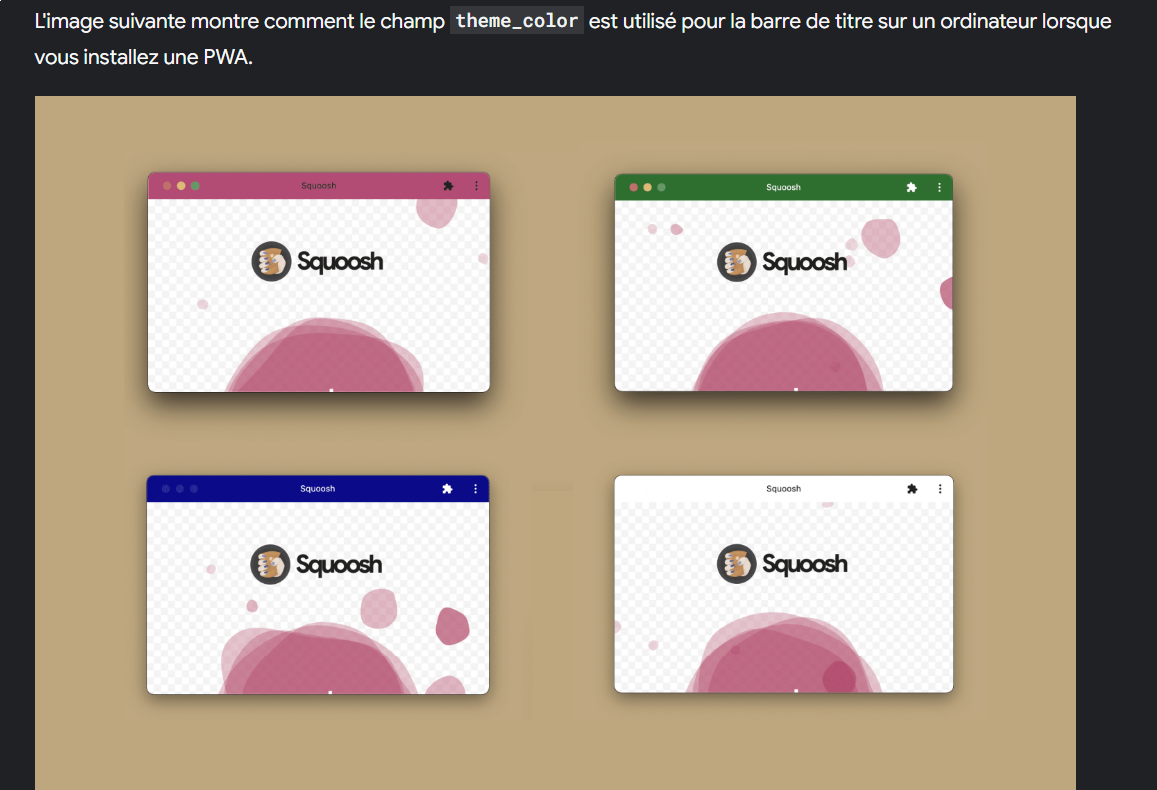 L'image suivante montre comment le champ theme_color est utilisé pour la barre de titre sur un ordinateur lorsque
vous installez une PWA.
Squoosh
Squoosh
Squoosh
Squoosh
Squoosh
Squoosh
Squoosh
Squoosh